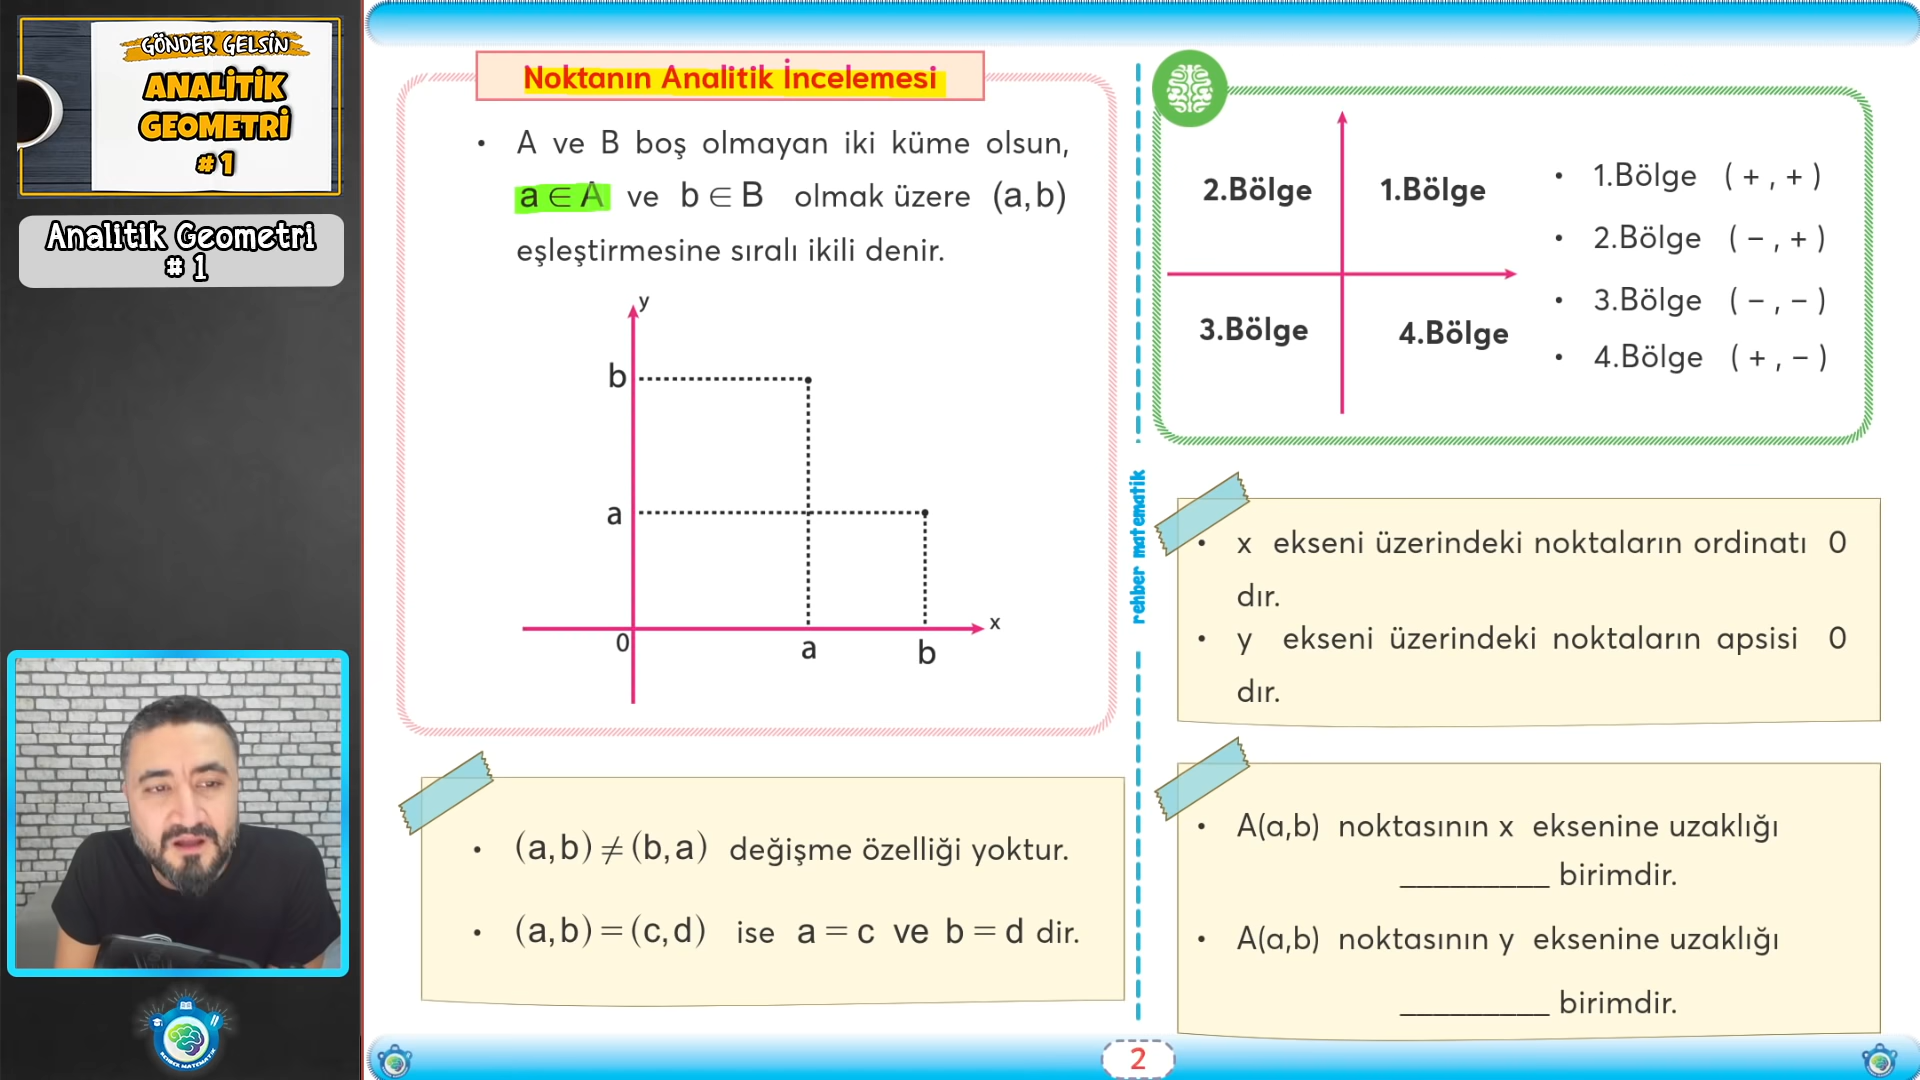 GÖNDER GELSİN
ANALİTİK
GEOMETRİ
#1
Analitik Geometri
#1
REHBER MATEMATİK
Noktanın Analitik İncelemesi
• A ve B boş olmayan iki küme olsun,
a ∈ A ve b ∈ B olmak üzere (a,b)
eşleştirmesine sıralı ikili denir.
y
b
a
x
0
a
b
• (a,b) ≠ (b,a) değişme özelliği yoktur.
• (a,b) = (c,d) ise a = c ve b = d dir.
rehber matematik
2.Bölge
1.Bölge
3.Bölge
4.Bölge
• 1.Bölge ( + , + )
• 2.Bölge ( − , + )
• 3.Bölge ( − , − )
• 4.Bölge ( + , − )
• x ekseni üzerindeki noktaların ordinatı 0
dır.
• y ekseni üzerindeki noktaların apsisi 0
dır.
• A(a,b) noktasının x eksenine uzaklığı
_________ birimdir.
• A(a,b) noktasının y eksenine uzaklığı
_________ birimdir.
2